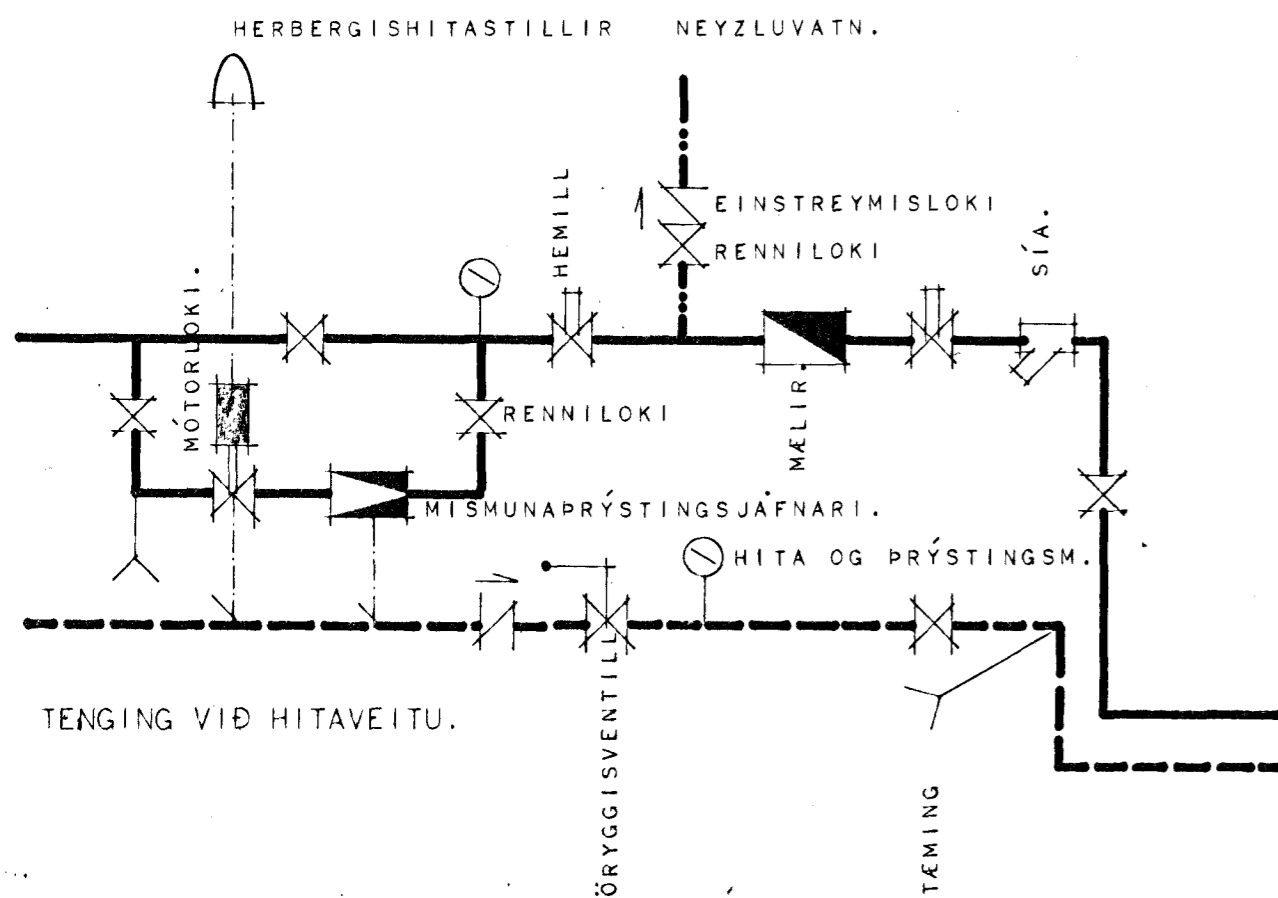 HERBERGISHITASTILLIR
NEYZLUVATN.
EINSTREYMISLOKI
RENNILOKI
HEMILL
SÍA.
MÓTORLOKI.
RENNILOKI
MÆLIR.
MISMUNAÞRÝSTINGSJAFNARI.
HITA OG ÞRÝSTINGSM.
ÖRYGGISVENTILL
TÆMING
TENGING VIÐ HITAVEITU.